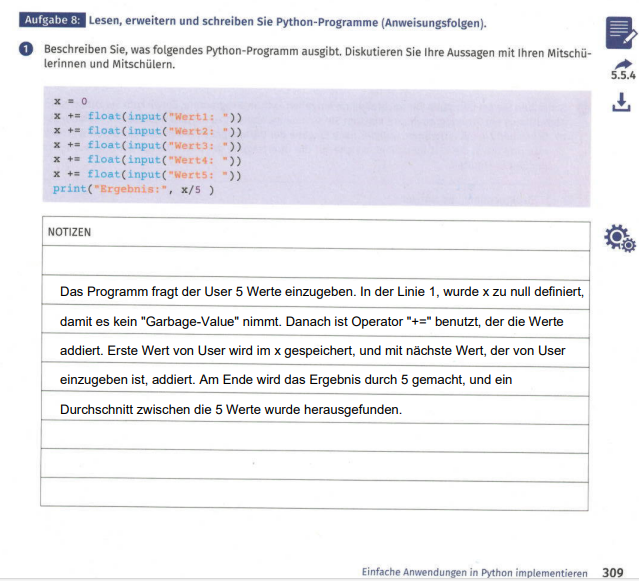 Aufgabe 8: Lesen, erweitern und schreiben Sie Python-Programme (Anweisungsfolgen).
1 Beschreiben Sie, was folgendes Python-Programm ausgibt. Diskutieren Sie Ihre Aussagen mit Ihren Mitschü-
lerinnen und Mitschülern.
5.5.4
x = 0
x += float(input("Wert1: "))
x += float(input("Wert2: "))
x += float(input("Wert3: "))
x += float(input("Wert4: "))
x += float(input("Wert5: "))
print("Ergebnis:", x/5 )
NOTIZEN
Das Programm fragt der User 5 Werte einzugeben. In der Linie 1, wurde x zu null definiert,
damit es kein "Garbage-Value" nimmt. Danach ist Operator "+=" benutzt, der die Werte
addiert. Erste Wert von User wird im x gespeichert, und mit nächste Wert, der von User
einzugeben ist, addiert. Am Ende wird das Ergebnis durch 5 gemacht, und ein
Durchschnitt zwischen die 5 Werte wurde herausgefunden.
Einfache Anwendungen in Python implementieren 309